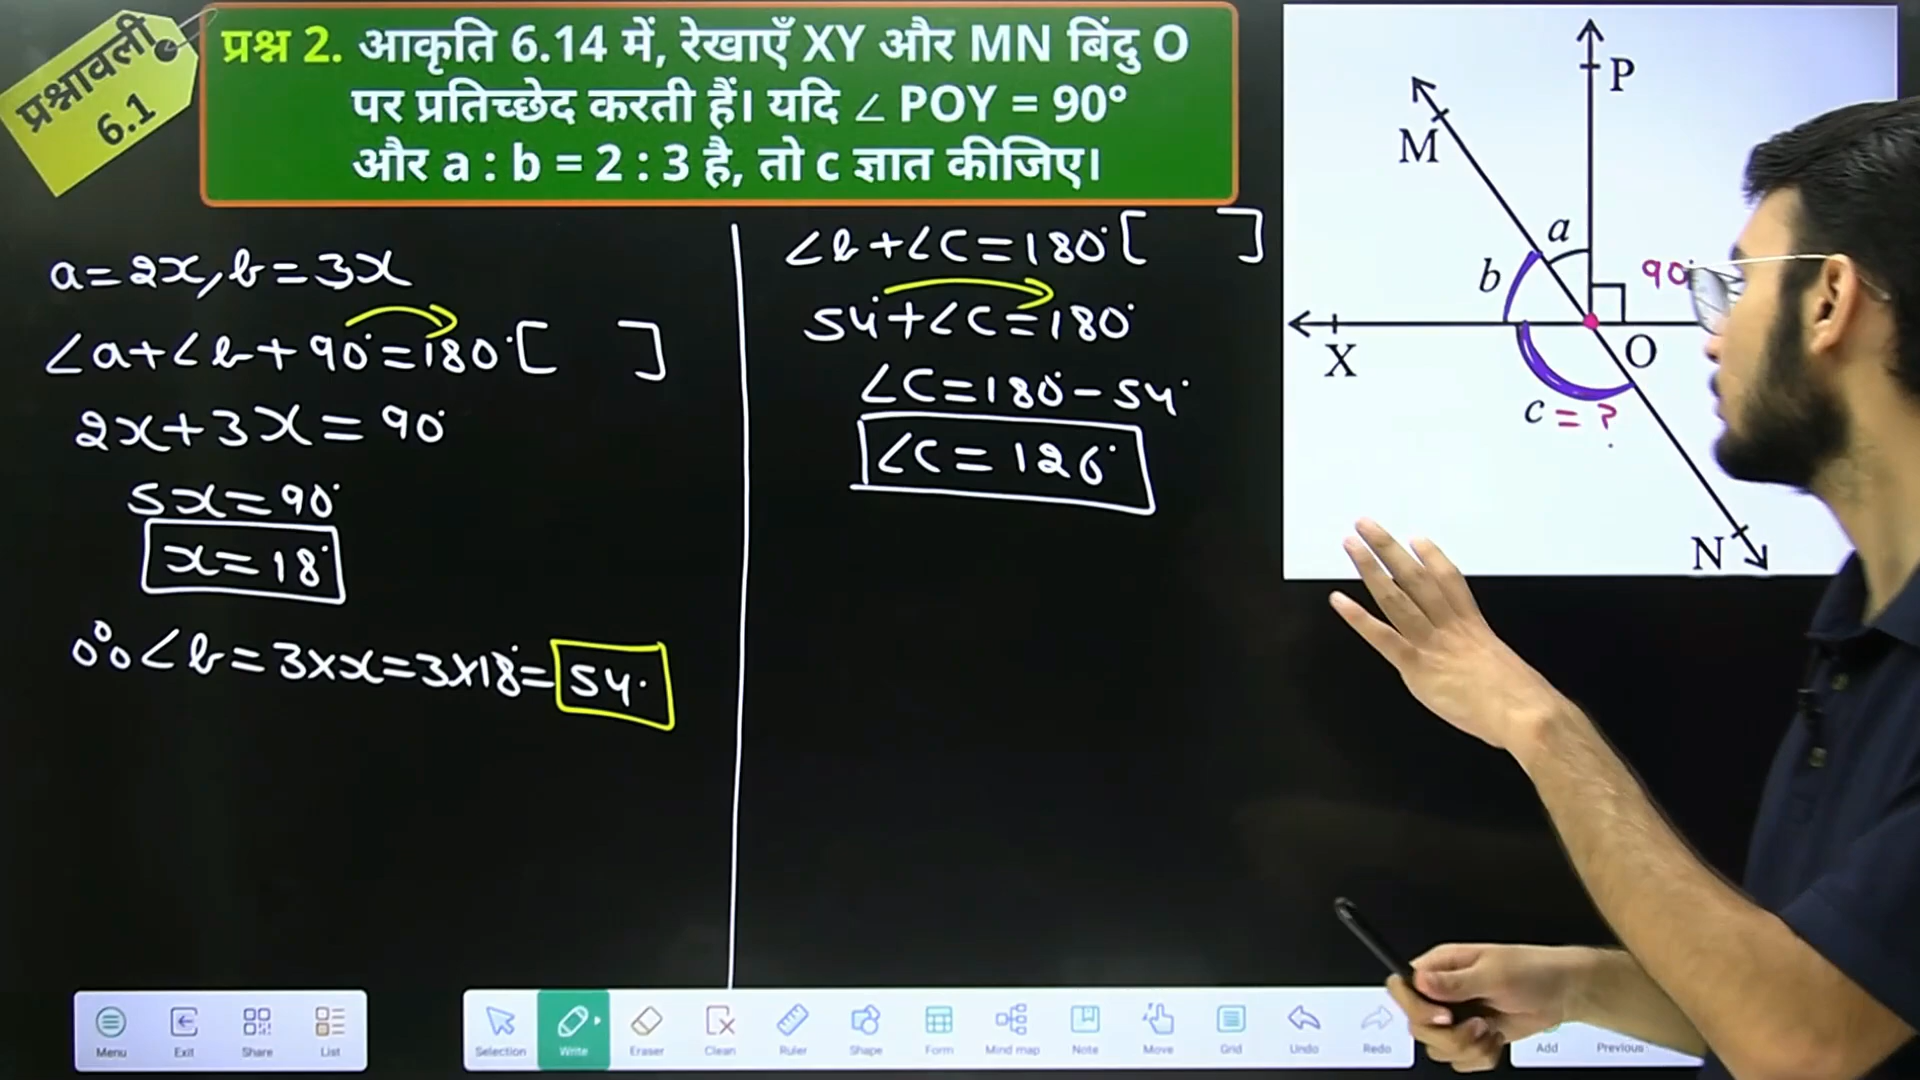 प्रश्नावली
6.1
प्रश्न 2. आकृति 6.14 में, रेखाएँ XY और MN बिंदु O
पर प्रतिच्छेद करती हैं। यदि ∠ POY = 90°
और a : b = 2 : 3 है, तो c ज्ञात कीजिए।
a=2x, b=3x
∠a+∠b+90°=180°[ ]
2x+3x=90°
5x=90°
x=18°
∴∠b=3×x=3×18°=54°
∠b+∠C=180°[ ]
54°+∠C=180°
∠C=180°-54°
∠C=126°
P
M
a
b
90°
X
O
c=?
N
Menu
Exit
Share
List
Selection
Write
Eraser
Clean
Ruler
Shape
Form
Mind map
Note
Move
Grid
Undo
Redo
Add
Previous